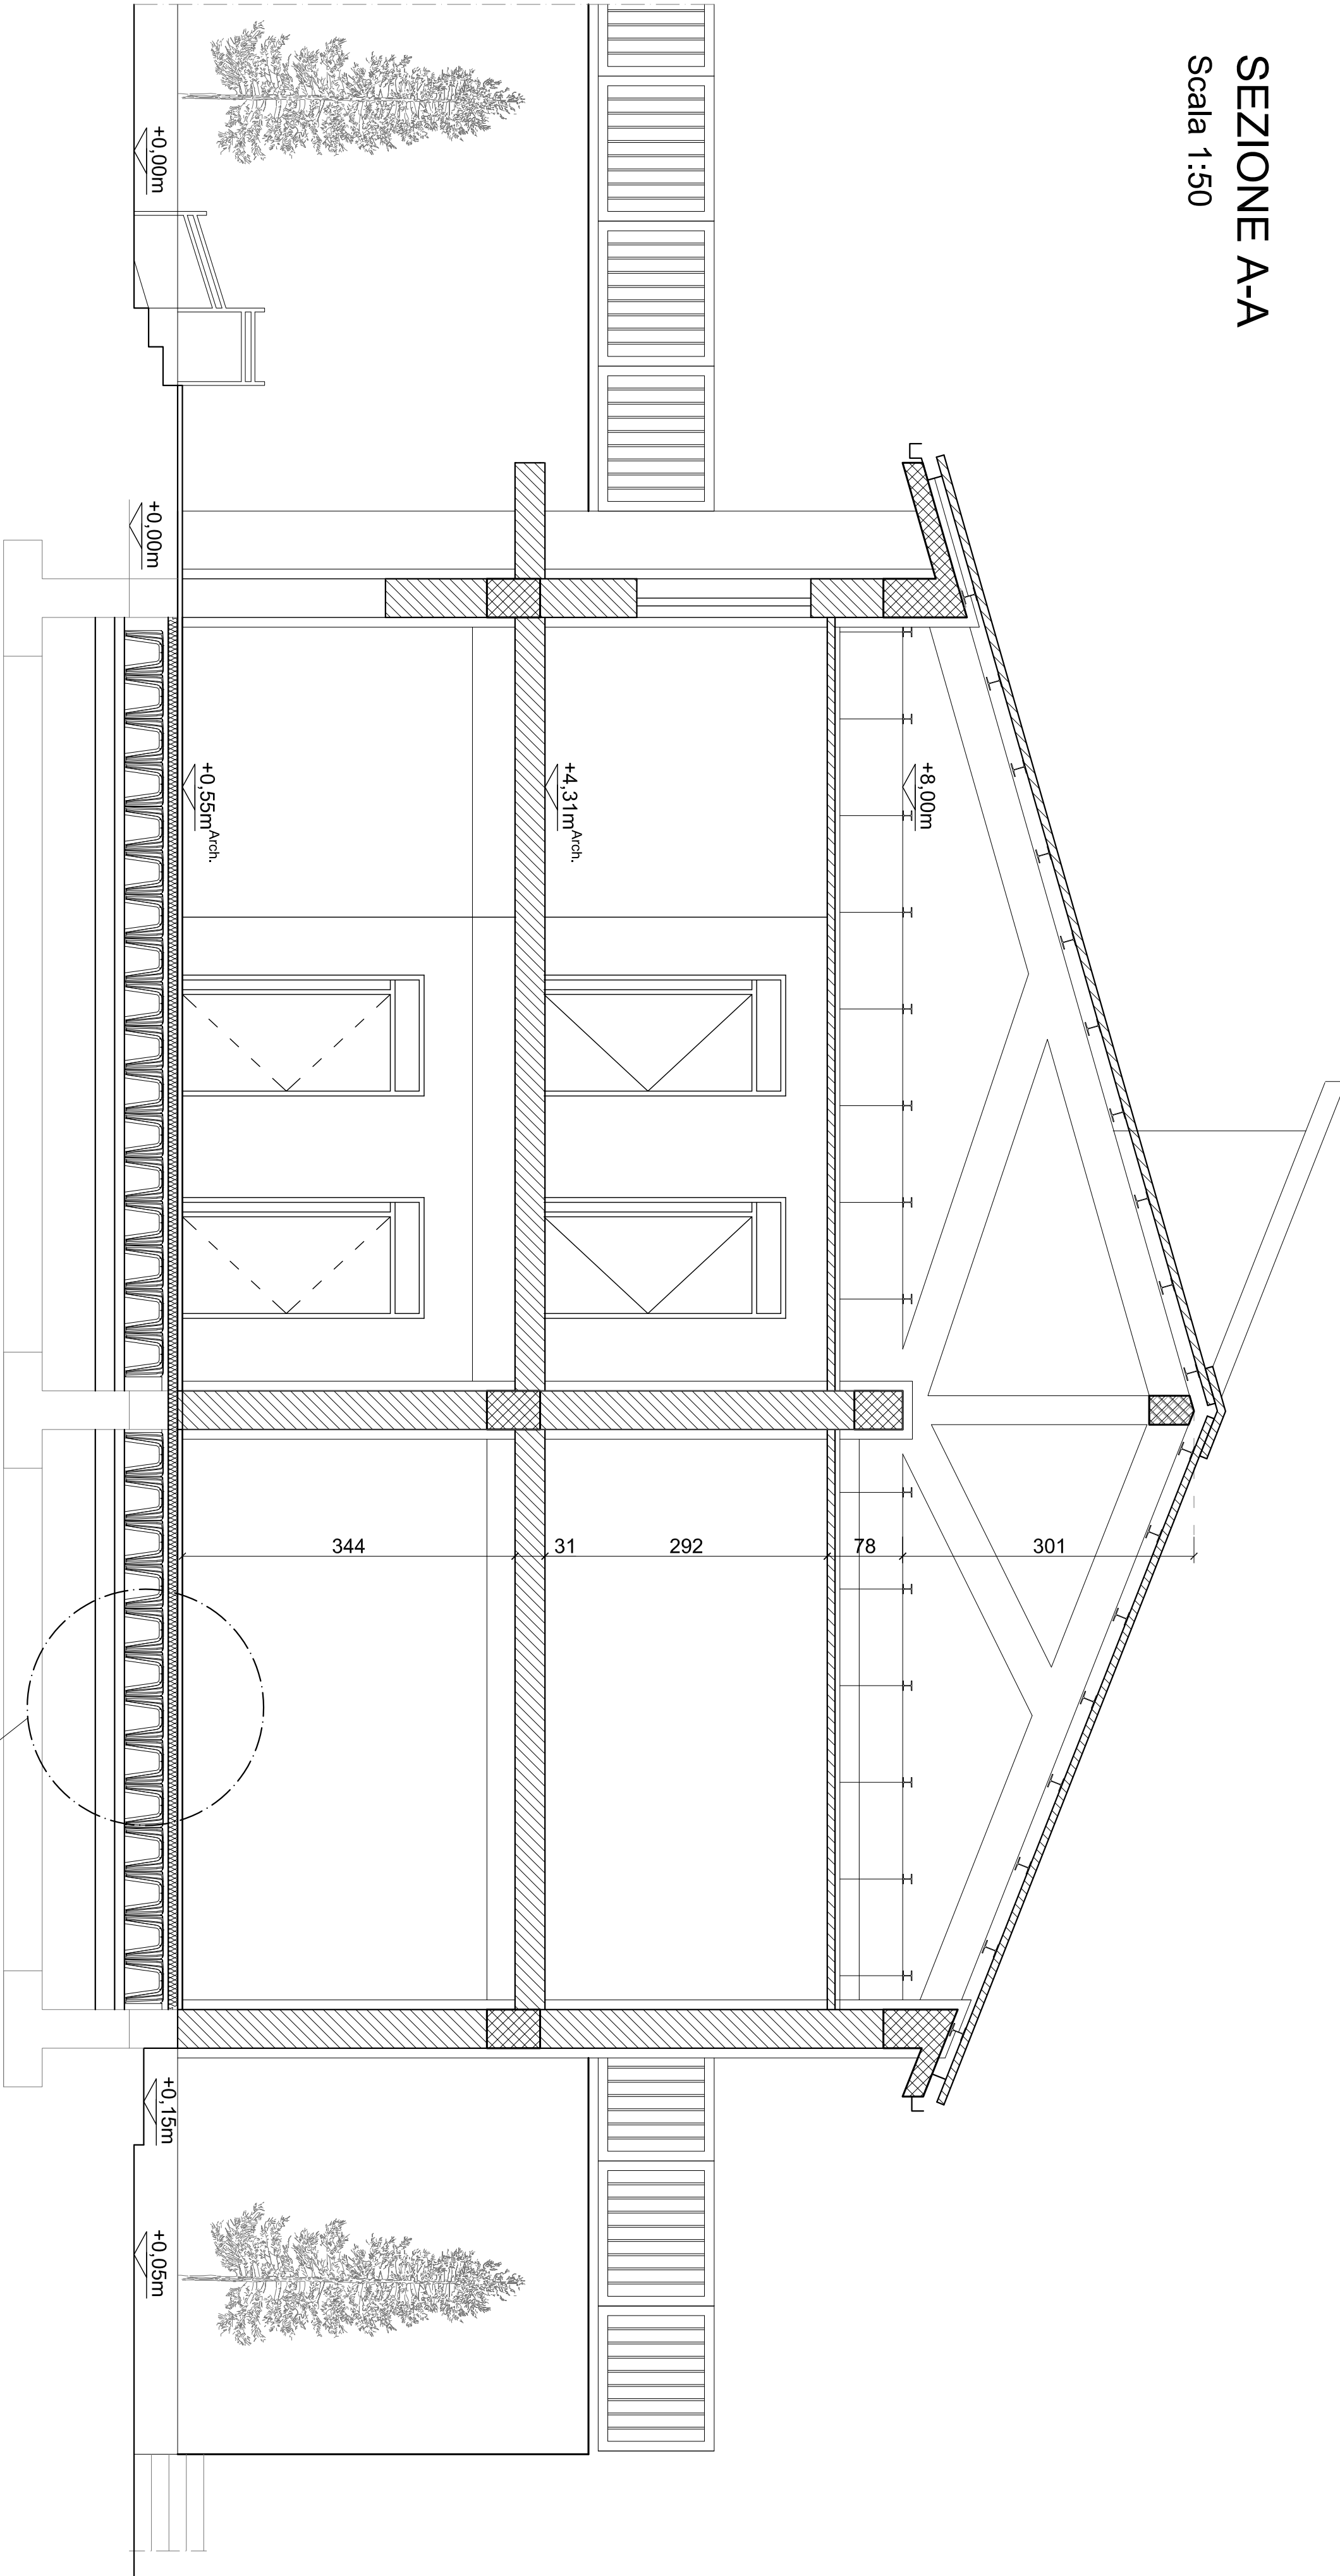 SEZIONE A-A
Scala 1:50
+8,00m
+4,31m Arch.
+0,55m Arch.
301
78
292
31
344
+0,00m
+0,00m
+0,15m
+0,05m